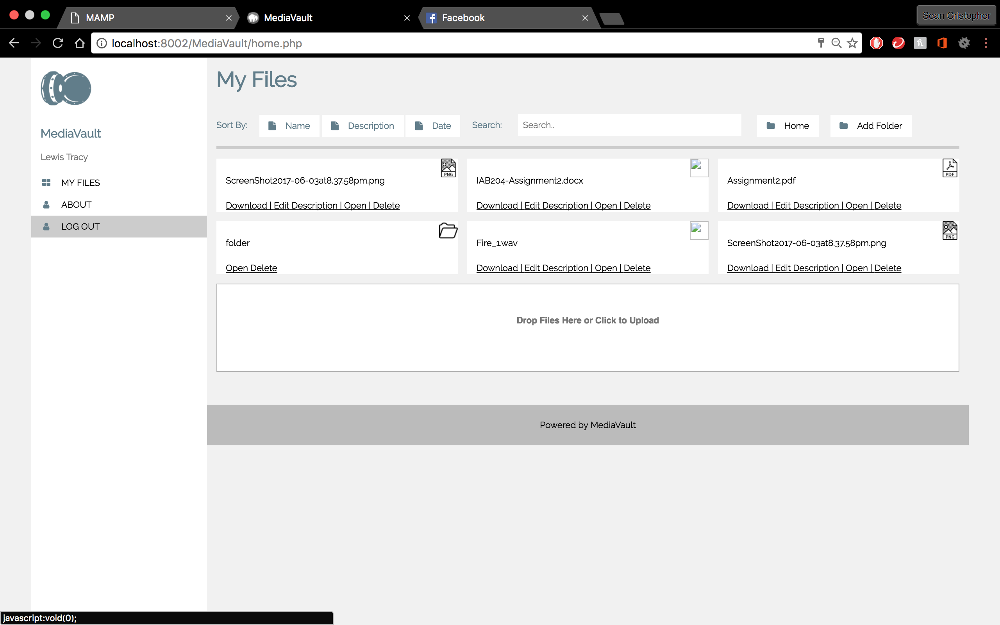 MAMP
MediaVault
Facebook
Sean Cristopher
localhost:8002/MediaVault/home.php
My Files
MediaVault
Lewis Tracy
MY FILES
ABOUT
LOG OUT
Sort By: Name Description Date Search: Search.. Home Add Folder
PNG
ScreenShot2017-06-03at8.37.58pm.png
Download | Edit Description | Open | Delete
IAB204-Assignment2.docx
Download | Edit Description | Open | Delete
PDF
Assignment2.pdf
Download | Edit Description | Open | Delete
folder
Open Delete
Fire_1.wav
Download | Edit Description | Open | Delete
PNG
ScreenShot2017-06-03at8.37.58pm.png
Download | Edit Description | Open | Delete
Drop Files Here or Click to Upload
Powered by MediaVault
javascript:void(0);